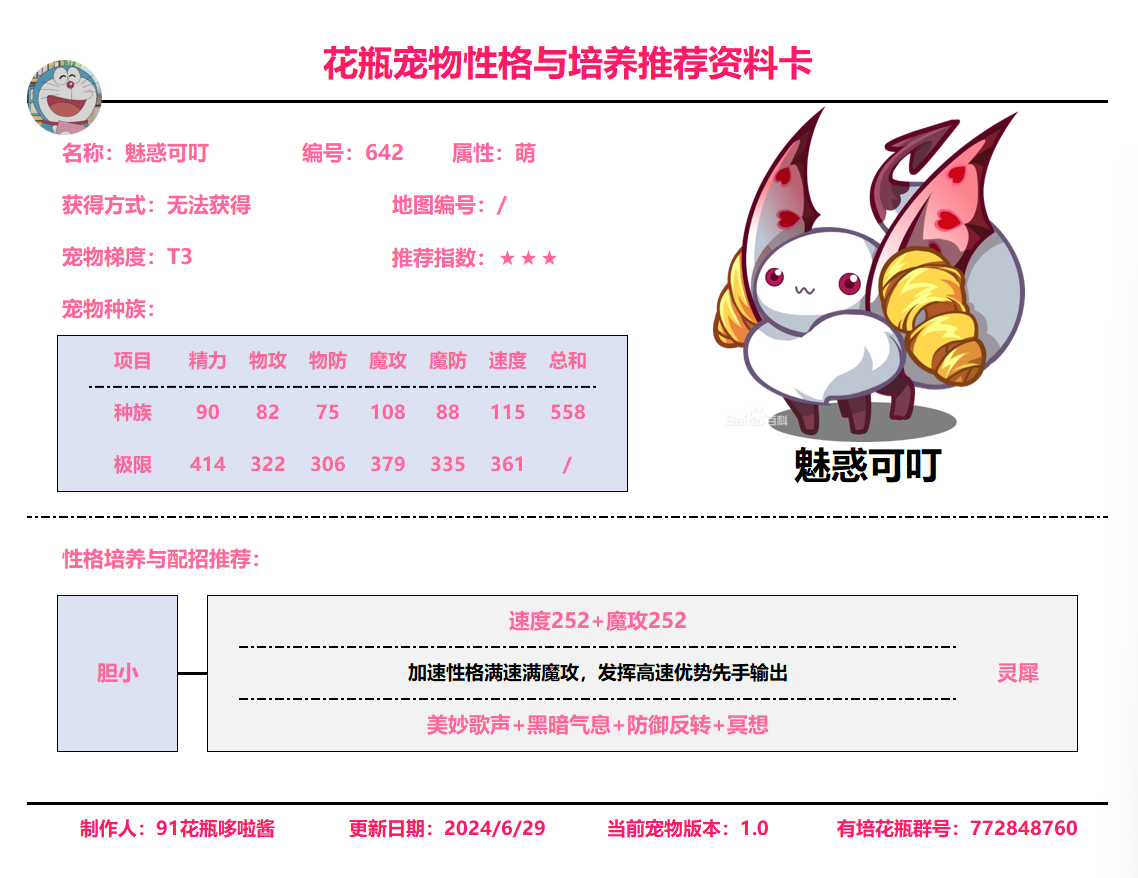 花瓶宠物性格与培养推荐资料卡
名称：魅惑可叮 编号：642 属性：萌
获得方式：无法获得 地图编号：/
宠物梯度：T3 推荐指数：★★★
宠物种族：
项目 精力 物攻 物防 魔攻 魔防 速度 总和
种族 90 82 75 108 88 115 558
极限 414 322 306 379 335 361 /
Bai百科
魅惑可叮
性格培养与配招推荐：
速度252+魔攻252
胆小 加速性格满速满魔攻，发挥高速优势先手输出 灵犀
美妙歌声+黑暗气息+防御反转+冥想
制作人：91花瓶哆啦酱 更新日期：2024/6/29 当前宠物版本：1.0 有培花瓶群号：772848760